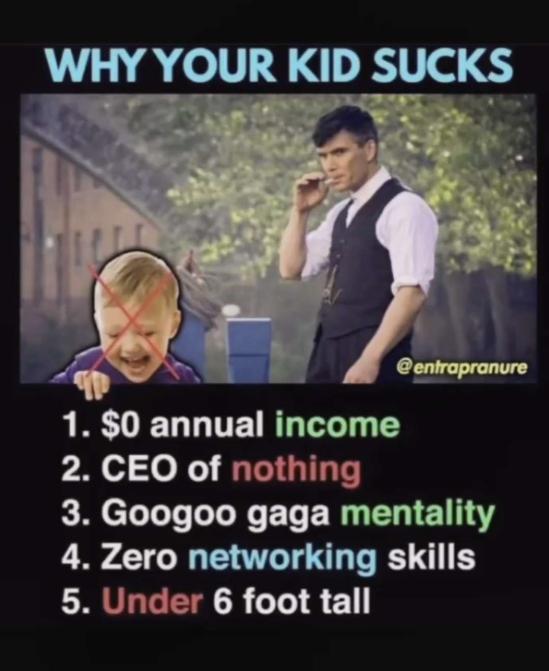 WHY YOUR KID SUCKS
@entrapranure
1. $0 annual income
2. CEO of nothing
3. Googoo gaga mentality
4. Zero networking skills
5. Under 6 foot tall